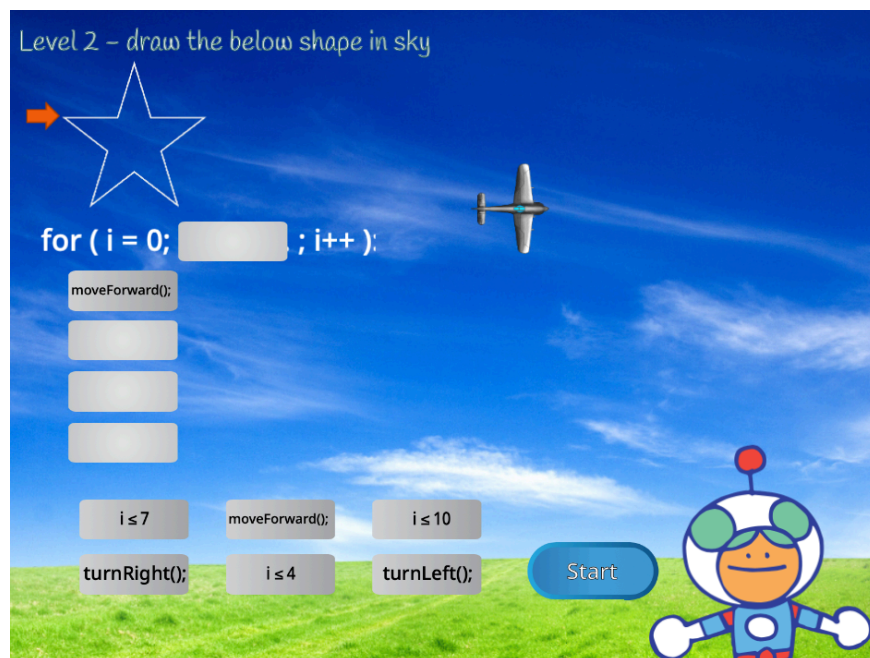 Level 2 – draw the below shape in sky
for ( i = 0; ; i++ );
moveForward();
i ≤ 7
moveForward();
i ≤ 10
turnRight();
i ≤ 4
turnLeft();
Start